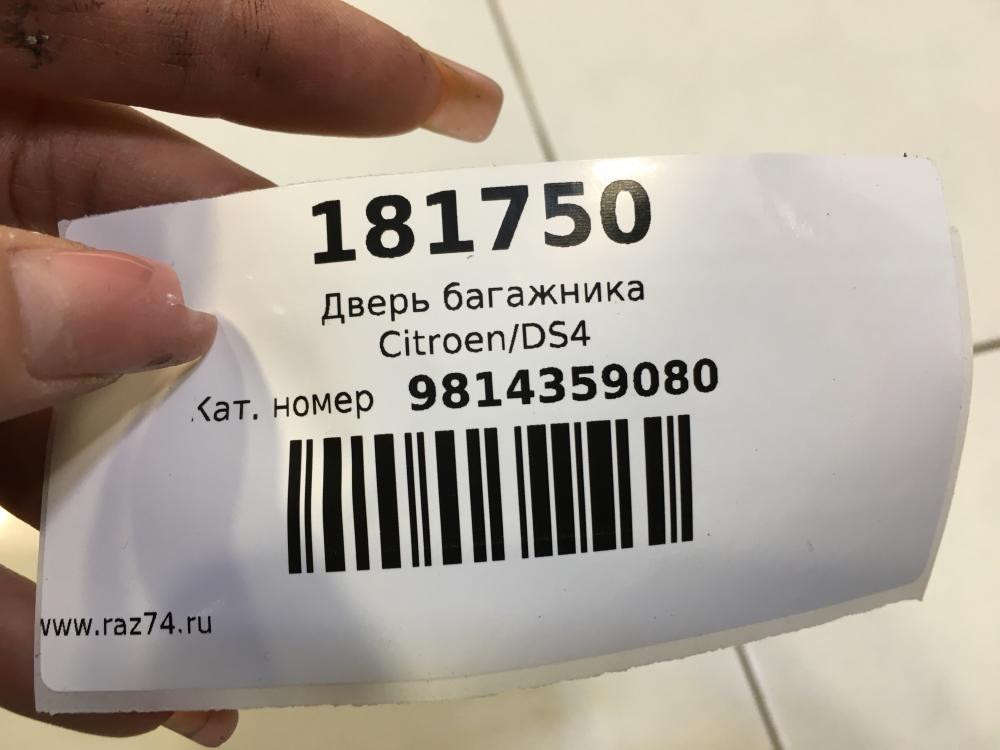 181750
Дверь багажника
Citroen/DS4
Кат. номер 9814359080
www.raz74.ru